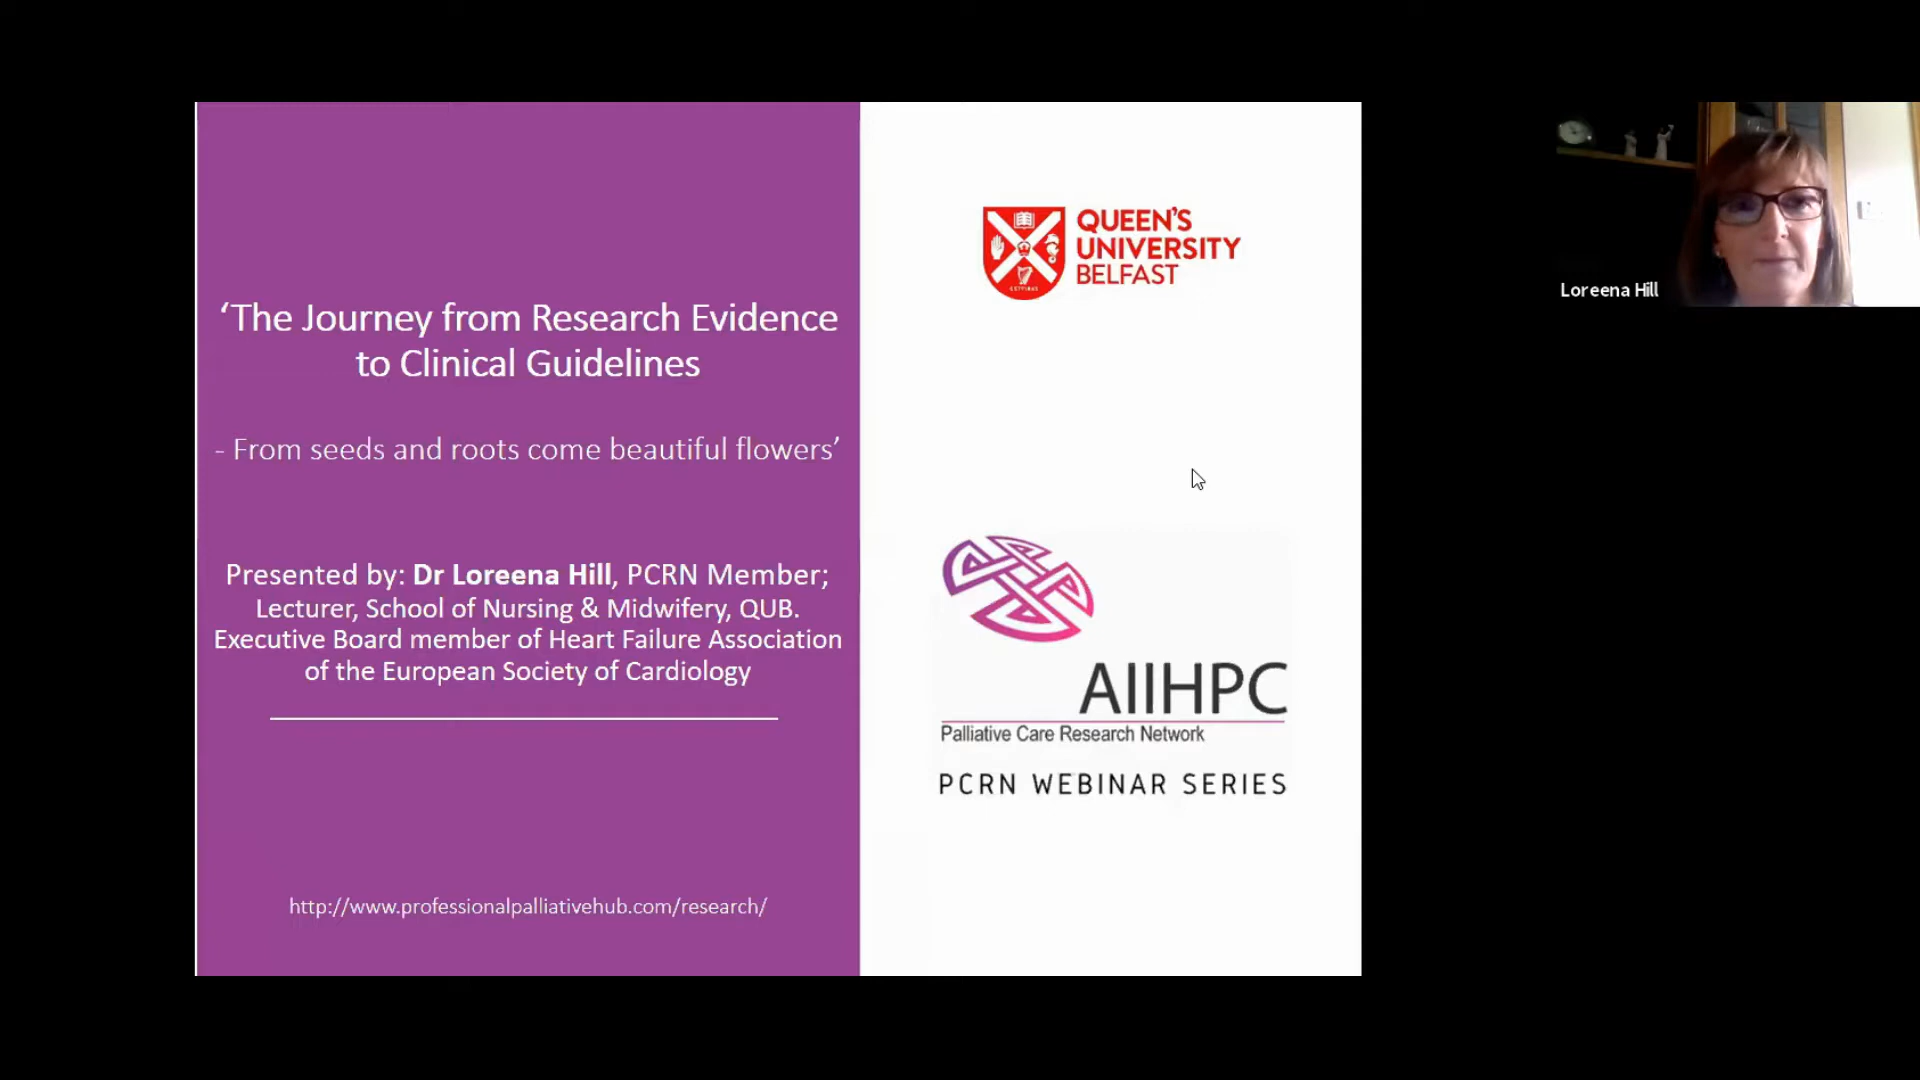 ‘The Journey from Research Evidence
to Clinical Guidelines
- From seeds and roots come beautiful flowers’
Presented by: Dr Loreena Hill, PCRN Member;
Lecturer, School of Nursing & Midwifery, QUB.
Executive Board member of Heart Failure Association
of the European Society of Cardiology
http://www.professionalpalliativehub.com/research/
QUEEN'S
UNIVERSITY
BELFAST
AIIHPC
Palliative Care Research Network
PCRN WEBINAR SERIES
Loreena Hill